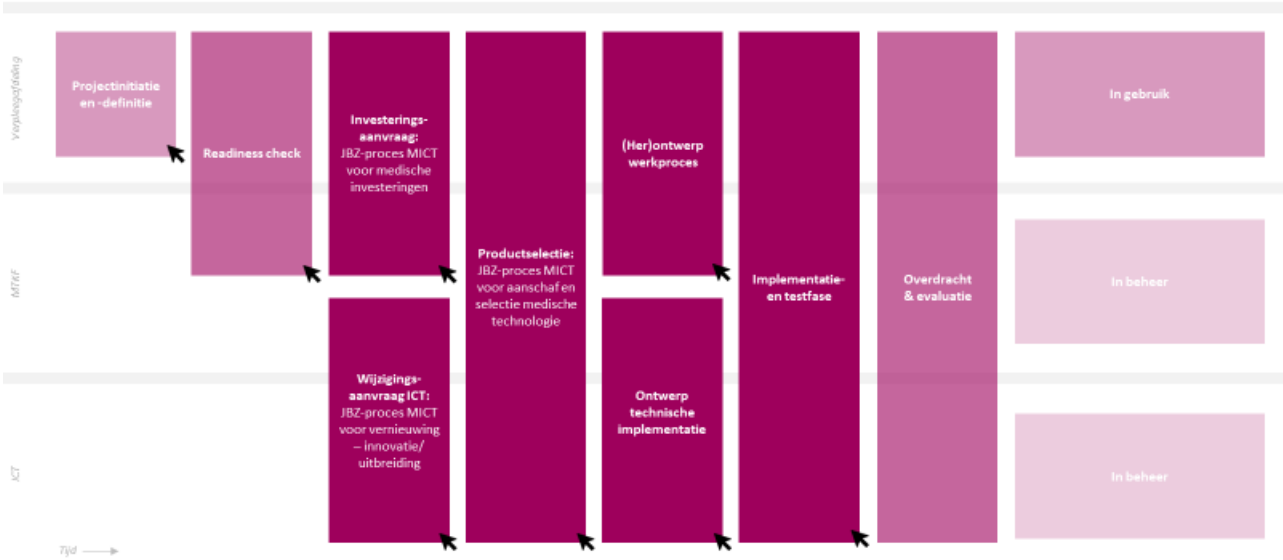 Verpleegafdeling
Projectinitiatie
en -definitie
Readiness check
Investerings-
aanvraag:
JBZ-proces MICT
voor medische
investeringen
Productselectie:
JBZ-proces MICT
voor aanschaf en
selectie medische
technologie
(Her)ontwerp
werkproces
Implementatie-
en testfase
Overdracht
& evaluatie
In gebruik
MTKF
In beheer
Wijzigings-
aanvraag ICT:
JBZ-proces MICT
voor vernieuwing
– innovatie/
uitbreiding
Ontwerp
technische
implementatie
ICT
In beheer
Tijd